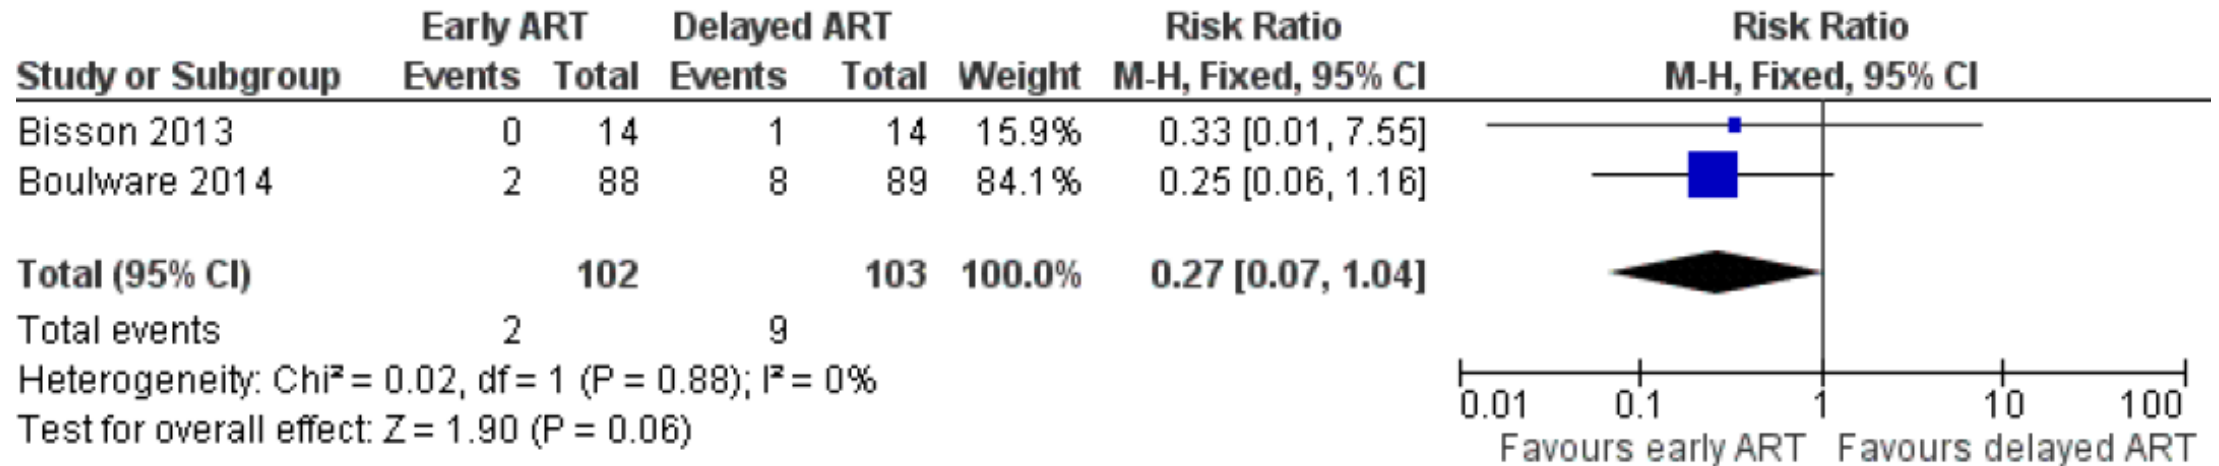 Early ART Delayed ART Risk Ratio Risk Ratio
Study or Subgroup Events Total Events Total Weight M-H, Fixed, 95% CI M-H, Fixed, 95% CI
Bisson 2013 0 14 1 14 15.9% 0.33 [0.01, 7.55]
Boulware 2014 2 88 8 89 84.1% 0.25 [0.06, 1.16]
Total (95% CI) 102 103 100.0% 0.27 [0.07, 1.04]
Total events 2 9
Heterogeneity: Chi² = 0.02, df = 1 (P = 0.88); I² = 0%
Test for overall effect: Z = 1.90 (P = 0.06)
0.01 0.1 1 10 100
Favours early ART Favours delayed ART